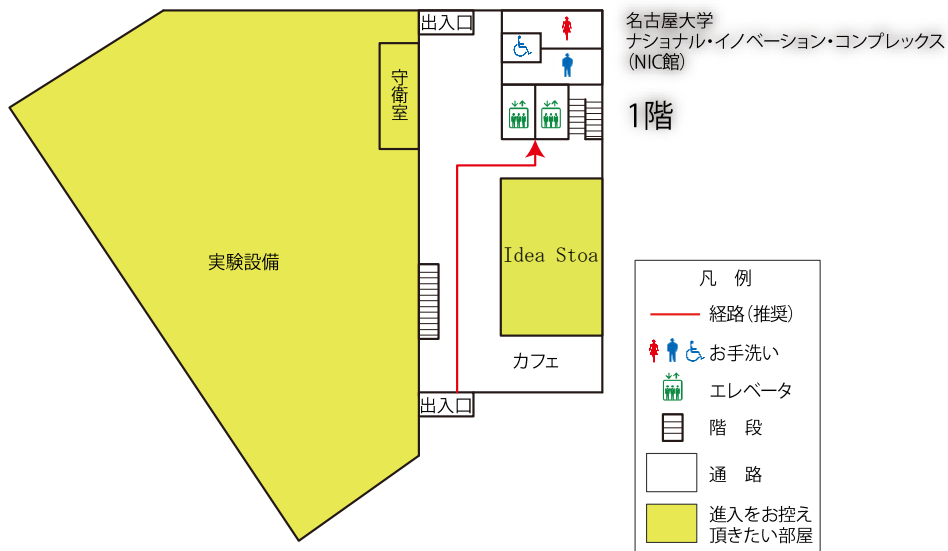 名古屋大学
ナショナル・イノベーション・コンプレックス
(NIC館)
1階
出入口
守衛室
実験設備
Idea Stoa
カフェ
出入口
凡 例
経路(推奨)
お手洗い
エレベータ
階 段
通 路
進入をお控え
頂きたい部屋